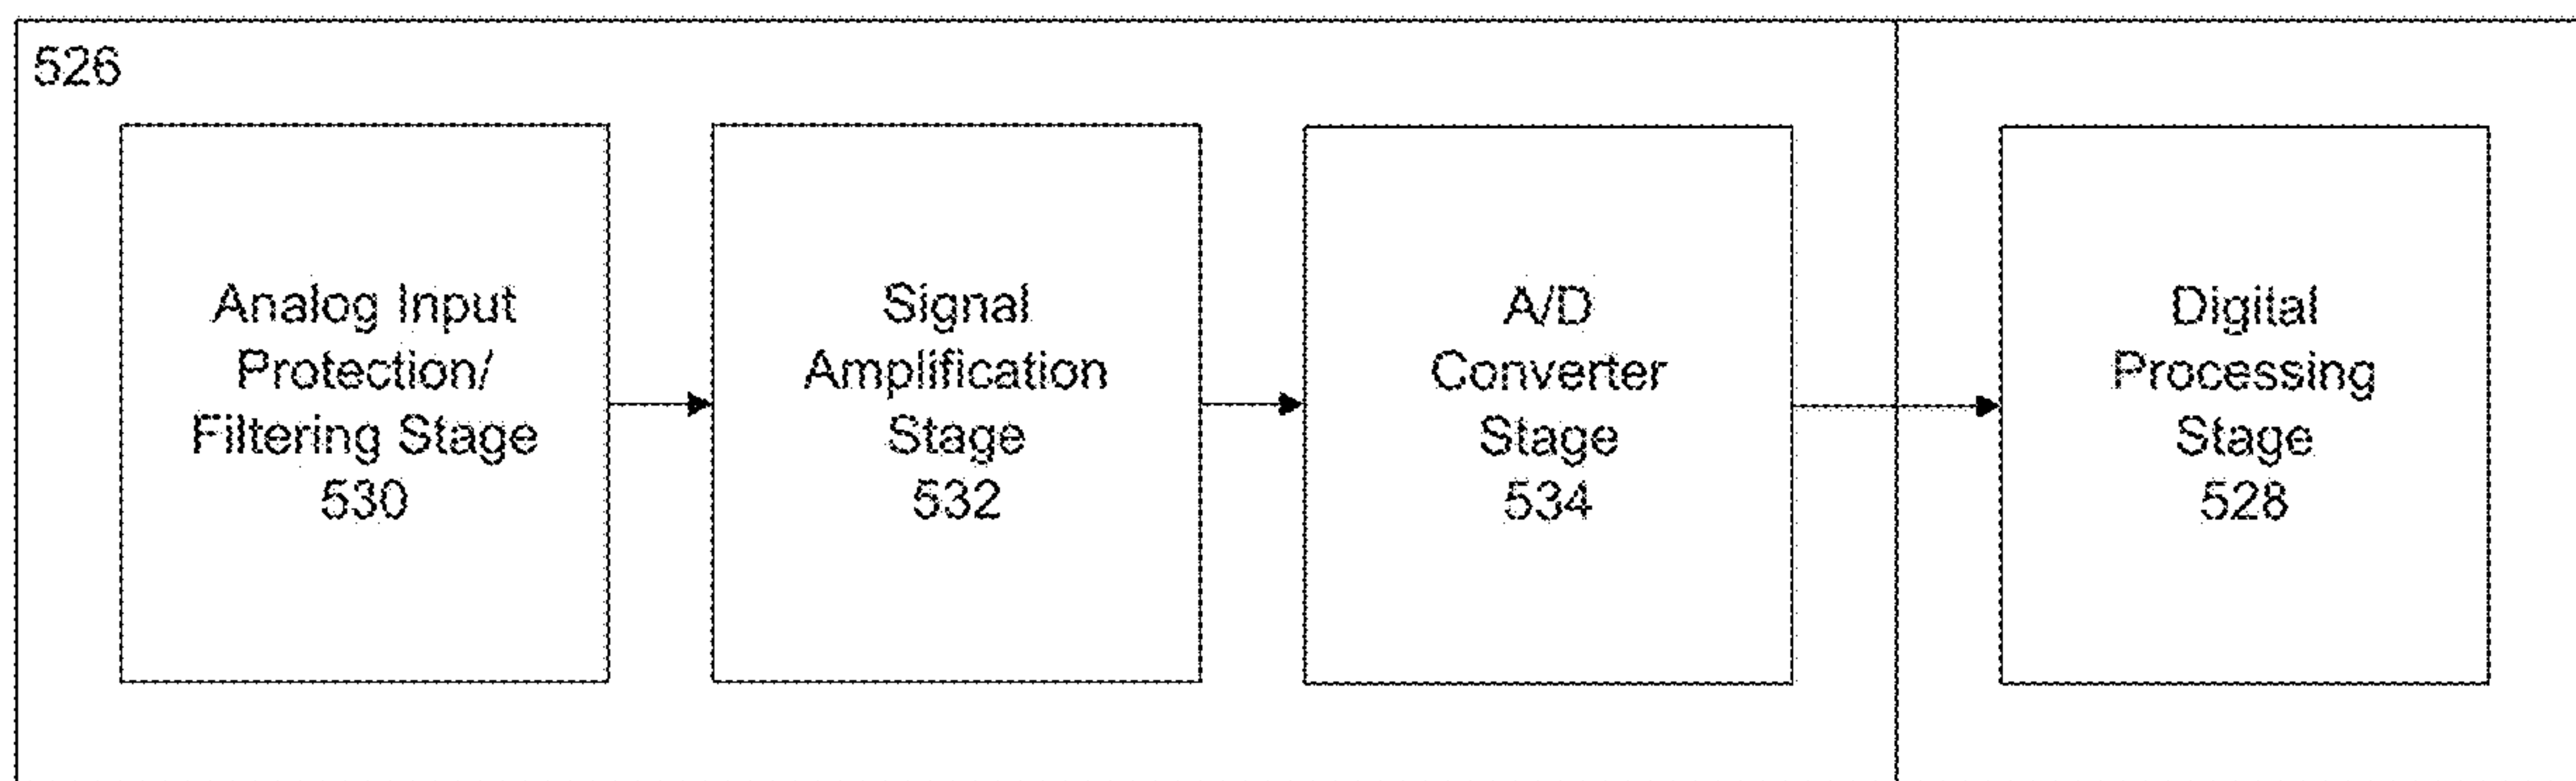 526
Analog Input
Protection/
Filtering Stage
530
Signal
Amplification
Stage
532
A/D
Converter
Stage
534
Digital
Processing
Stage
528